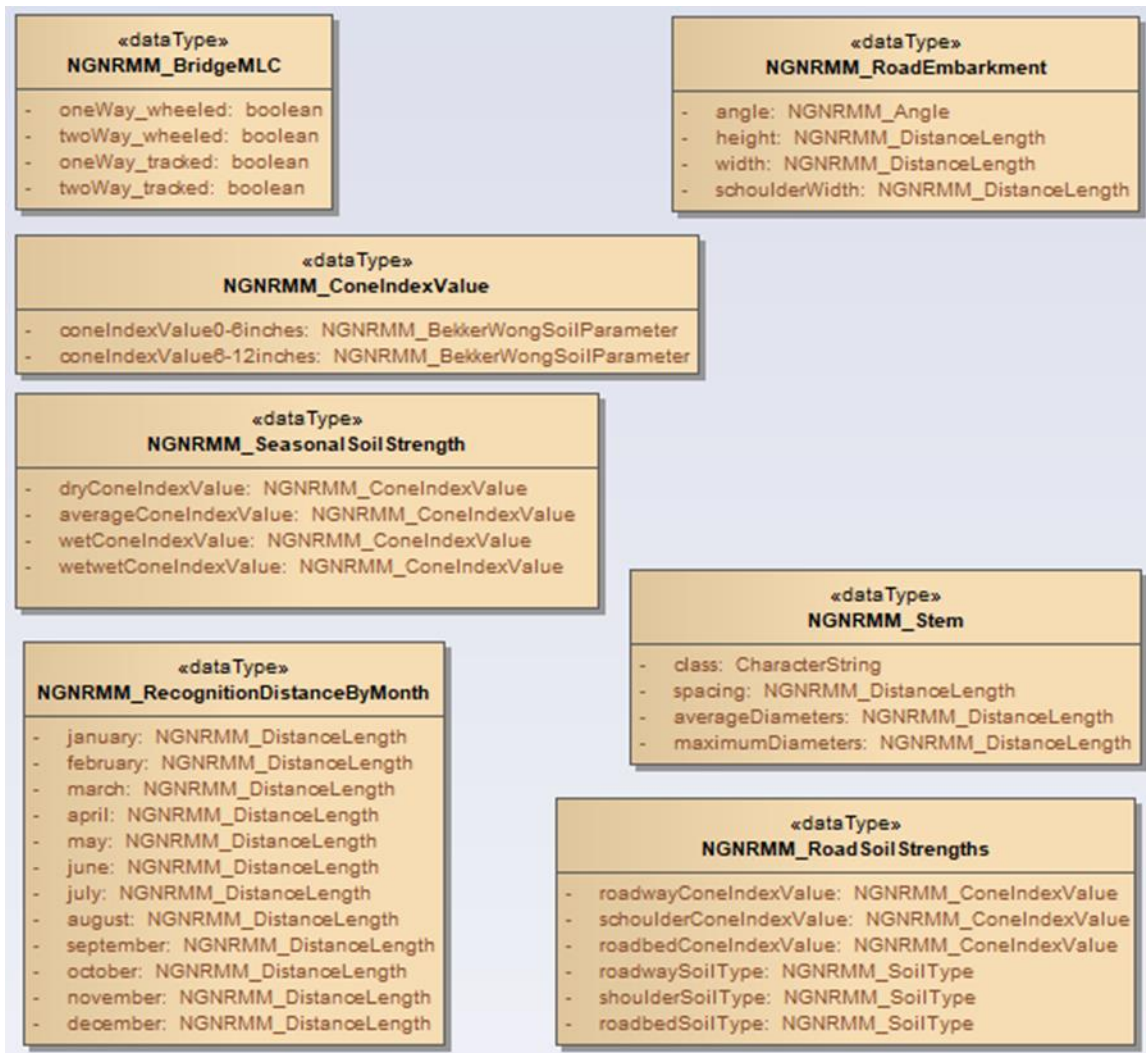 «dataType»
NGNRMM_BridgeMLC
- oneWay_wheeled: boolean
- twoWay_wheeled: boolean
- oneWay_tracked: boolean
- twoWay_tracked: boolean
«dataType»
NGNRMM_RoadEmbarkment
- angle: NGNRMM_Angle
- height: NGNRMM_DistanceLength
- width: NGNRMM_DistanceLength
- schoulderWidth: NGNRMM_DistanceLength
«dataType»
NGNRMM_ConeIndexValue
- coneIndexValue0-6inches: NGNRMM_BekkerWongSoilParameter
- coneIndexValue6-12inches: NGNRMM_BekkerWongSoilParameter
«dataType»
NGNRMM_SeasonalSoilStrength
- dryConeIndexValue: NGNRMM_ConeIndexValue
- averageConeIndexValue: NGNRMM_ConeIndexValue
- wetConeIndexValue: NGNRMM_ConeIndexValue
- wetwetConeIndexValue: NGNRMM_ConeIndexValue
«dataType»
NGNRMM_Stem
- class: CharacterString
- spacing: NGNRMM_DistanceLength
- averageDiameters: NGNRMM_DistanceLength
- maximumDiameters: NGNRMM_DistanceLength
«dataType»
NGNRMM_RecognitionDistanceByMonth
- january: NGNRMM_DistanceLength
- february: NGNRMM_DistanceLength
- march: NGNRMM_DistanceLength
- april: NGNRMM_DistanceLength
- may: NGNRMM_DistanceLength
- june: NGNRMM_DistanceLength
- july: NGNRMM_DistanceLength
- august: NGNRMM_DistanceLength
- september: NGNRMM_DistanceLength
- october: NGNRMM_DistanceLength
- november: NGNRMM_DistanceLength
- december: NGNRMM_DistanceLength
«dataType»
NGNRMM_RoadSoilStrengths
- roadwayConeIndexValue: NGNRMM_ConeIndexValue
- schoulderConeIndexValue: NGNRMM_ConeIndexValue
- roadbedConeIndexValue: NGNRMM_ConeIndexValue
- roadwaySoilType: NGNRMM_SoilType
- shoulderSoilType: NGNRMM_SoilType
- roadbedSoilType: NGNRMM_SoilType